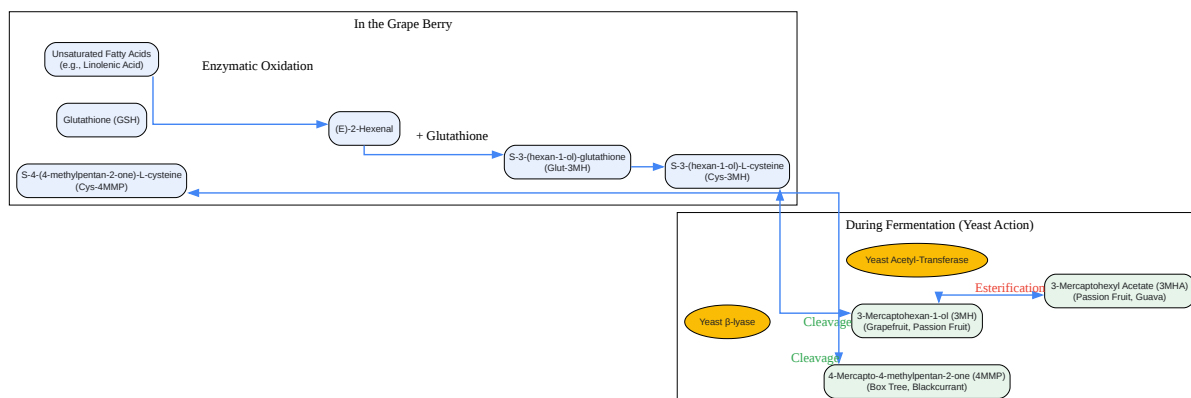 In the Grape Berry
Unsaturated Fatty Acids
(e.g., Linolenic Acid)
Enzymatic Oxidation
Glutathione (GSH)
(E)-2-Hexenal
+ Glutathione
S-3-(hexan-1-ol)-glutathione
(Glut-3MH)
S-3-(hexan-1-ol)-L-cysteine
(Cys-3MH)
S-4-(4-methylpentan-2-one)-L-cysteine
(Cys-4MMP)
During Fermentation (Yeast Action)
Yeast Acetyl-Transferase
Esterification
3-Mercaptohexyl Acetate (3MHA)
(Passion Fruit, Guava)
Yeast β-lyase
Cleavage
3-Mercaptohexan-1-ol (3MH)
(Grapefruit, Passion Fruit)
Cleavage
4-Mercapto-4-methylpentan-2-one (4MMP)
(Box Tree, Blackcurrant)